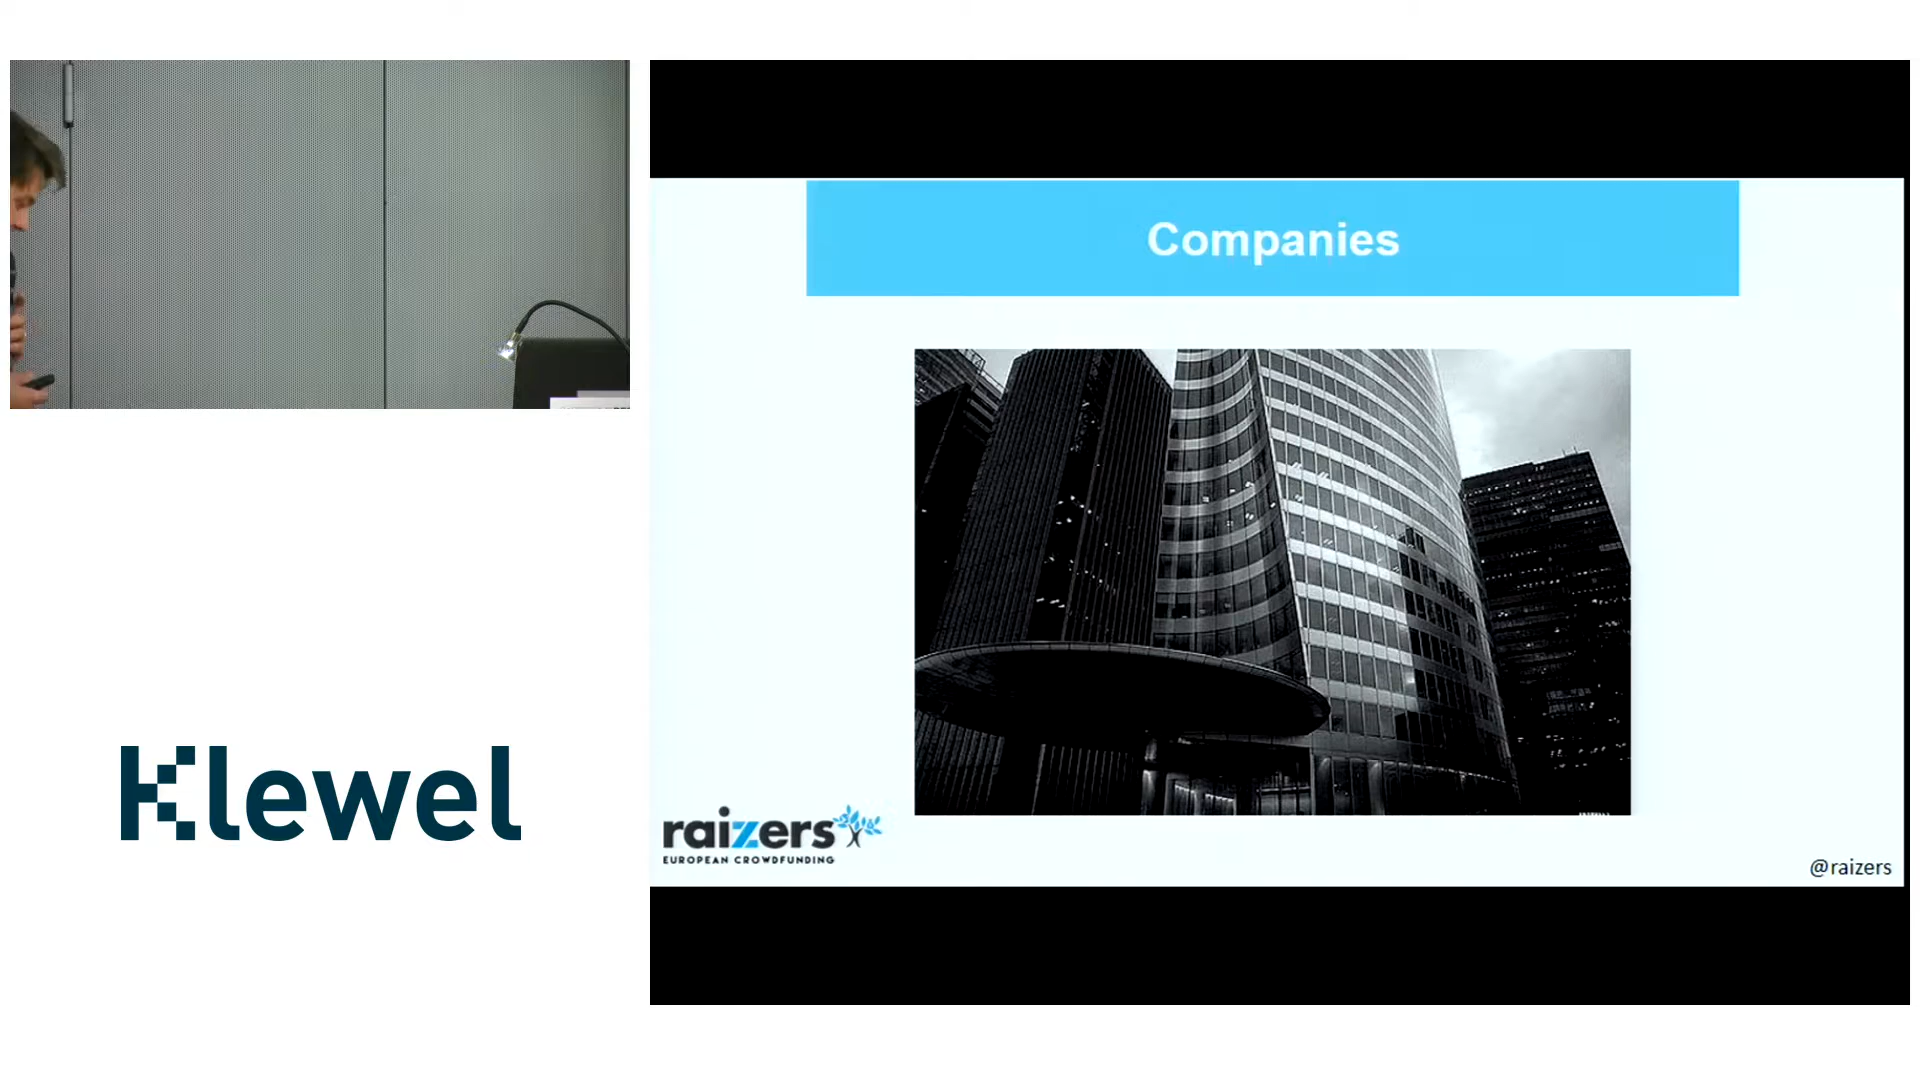 Companies
raizers
EUROPEAN CROWDFUNDING
@raizers
Klewel